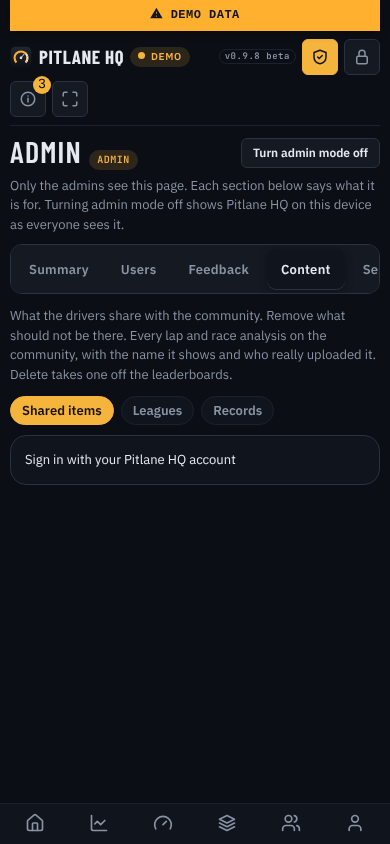 DEMO DATA
PITLANE HQ
DEMO
v0.9.8 beta
3
ADMIN
ADMIN
Turn admin mode off
Only the admins see this page. Each section below says what it
is for. Turning admin mode off shows Pitlane HQ on this device
as everyone sees it.
Summary
Users
Feedback
Content
Se
What the drivers share with the community. Remove what
should not be there. Every lap and race analysis on the
community, with the name it shows and who really uploaded it.
Delete takes one off the leaderboards.
Shared items
Leagues
Records
Sign in with your Pitlane HQ account